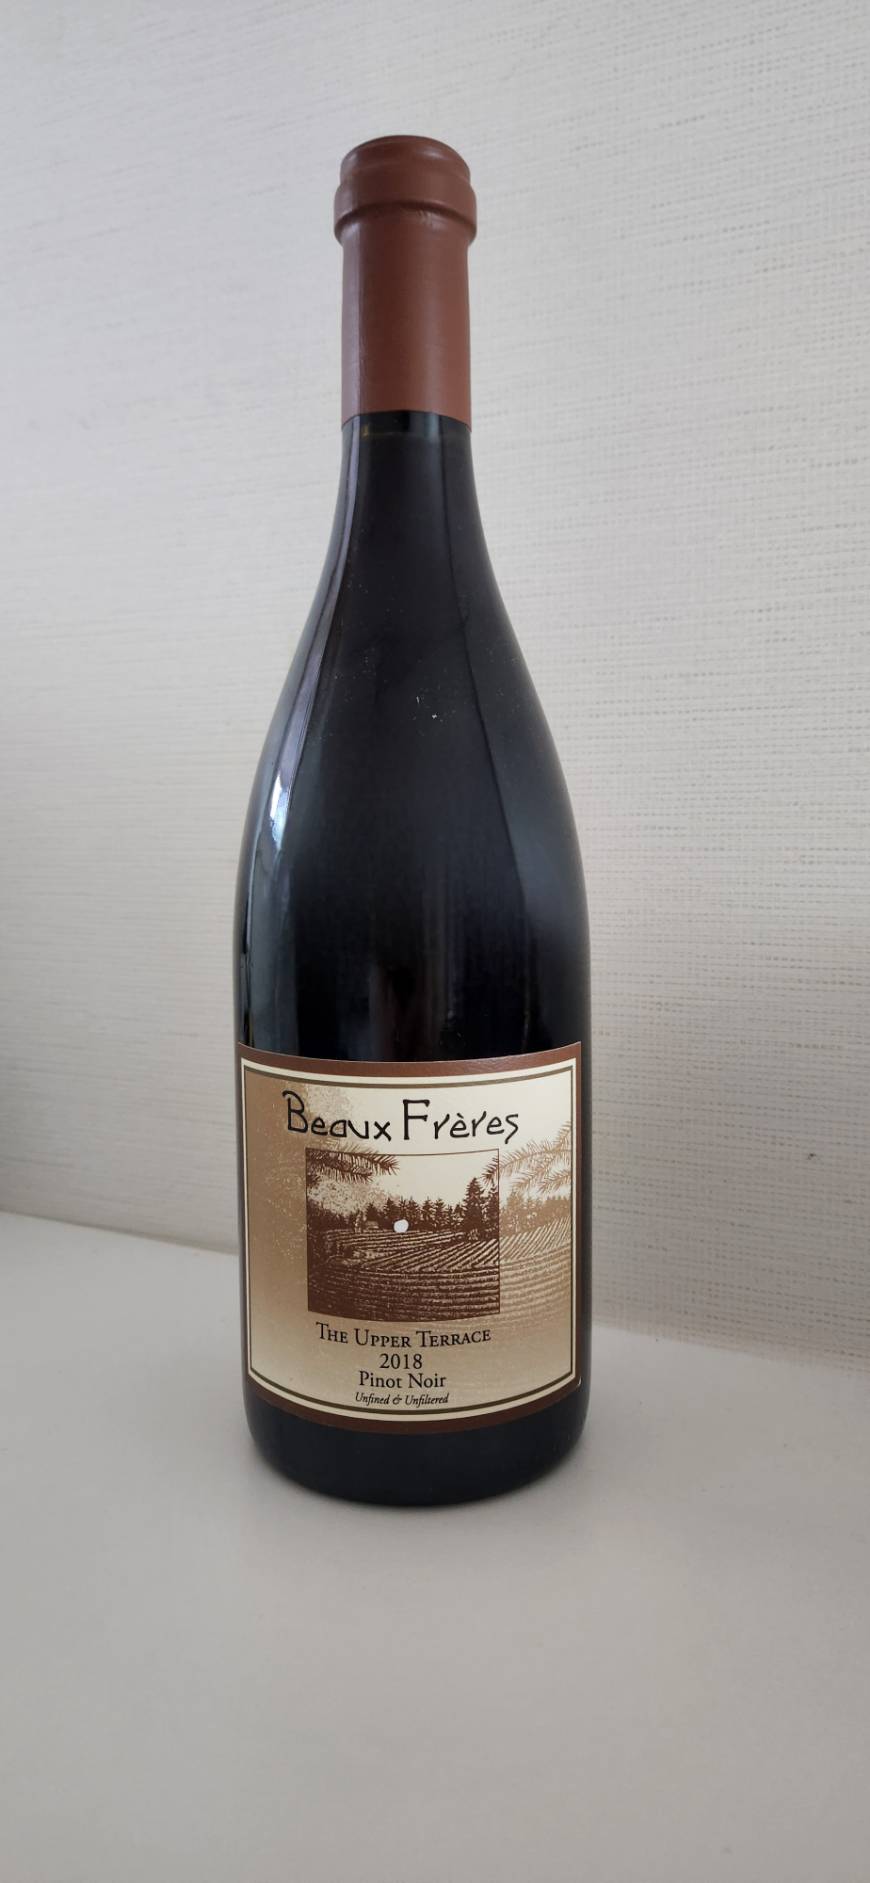 Beaux Frères
The Upper Terrace
2018
Pinot Noir
Unfined & Unfiltered